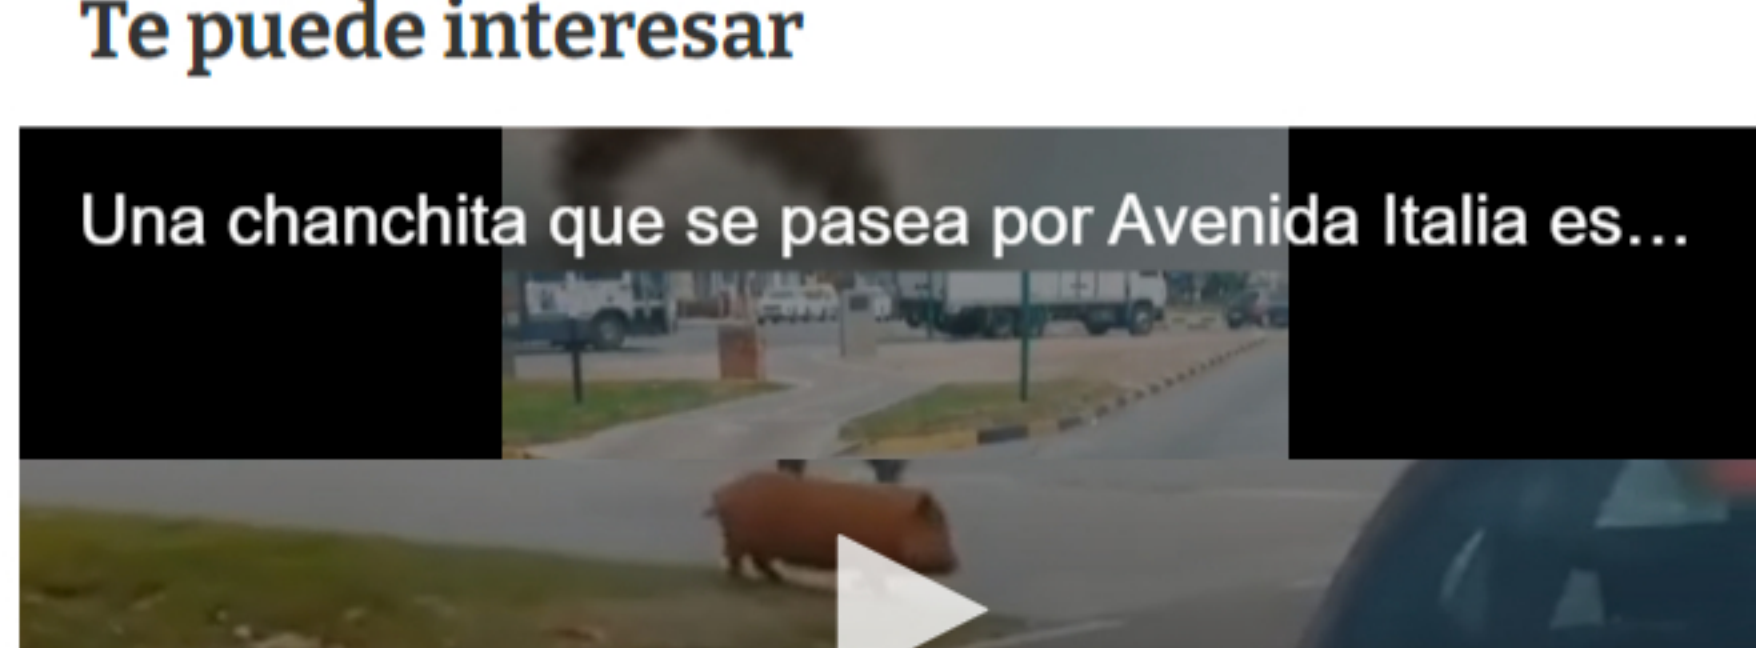 Te puede interesar
Una chanchita que se pasea por Avenida Italia es...